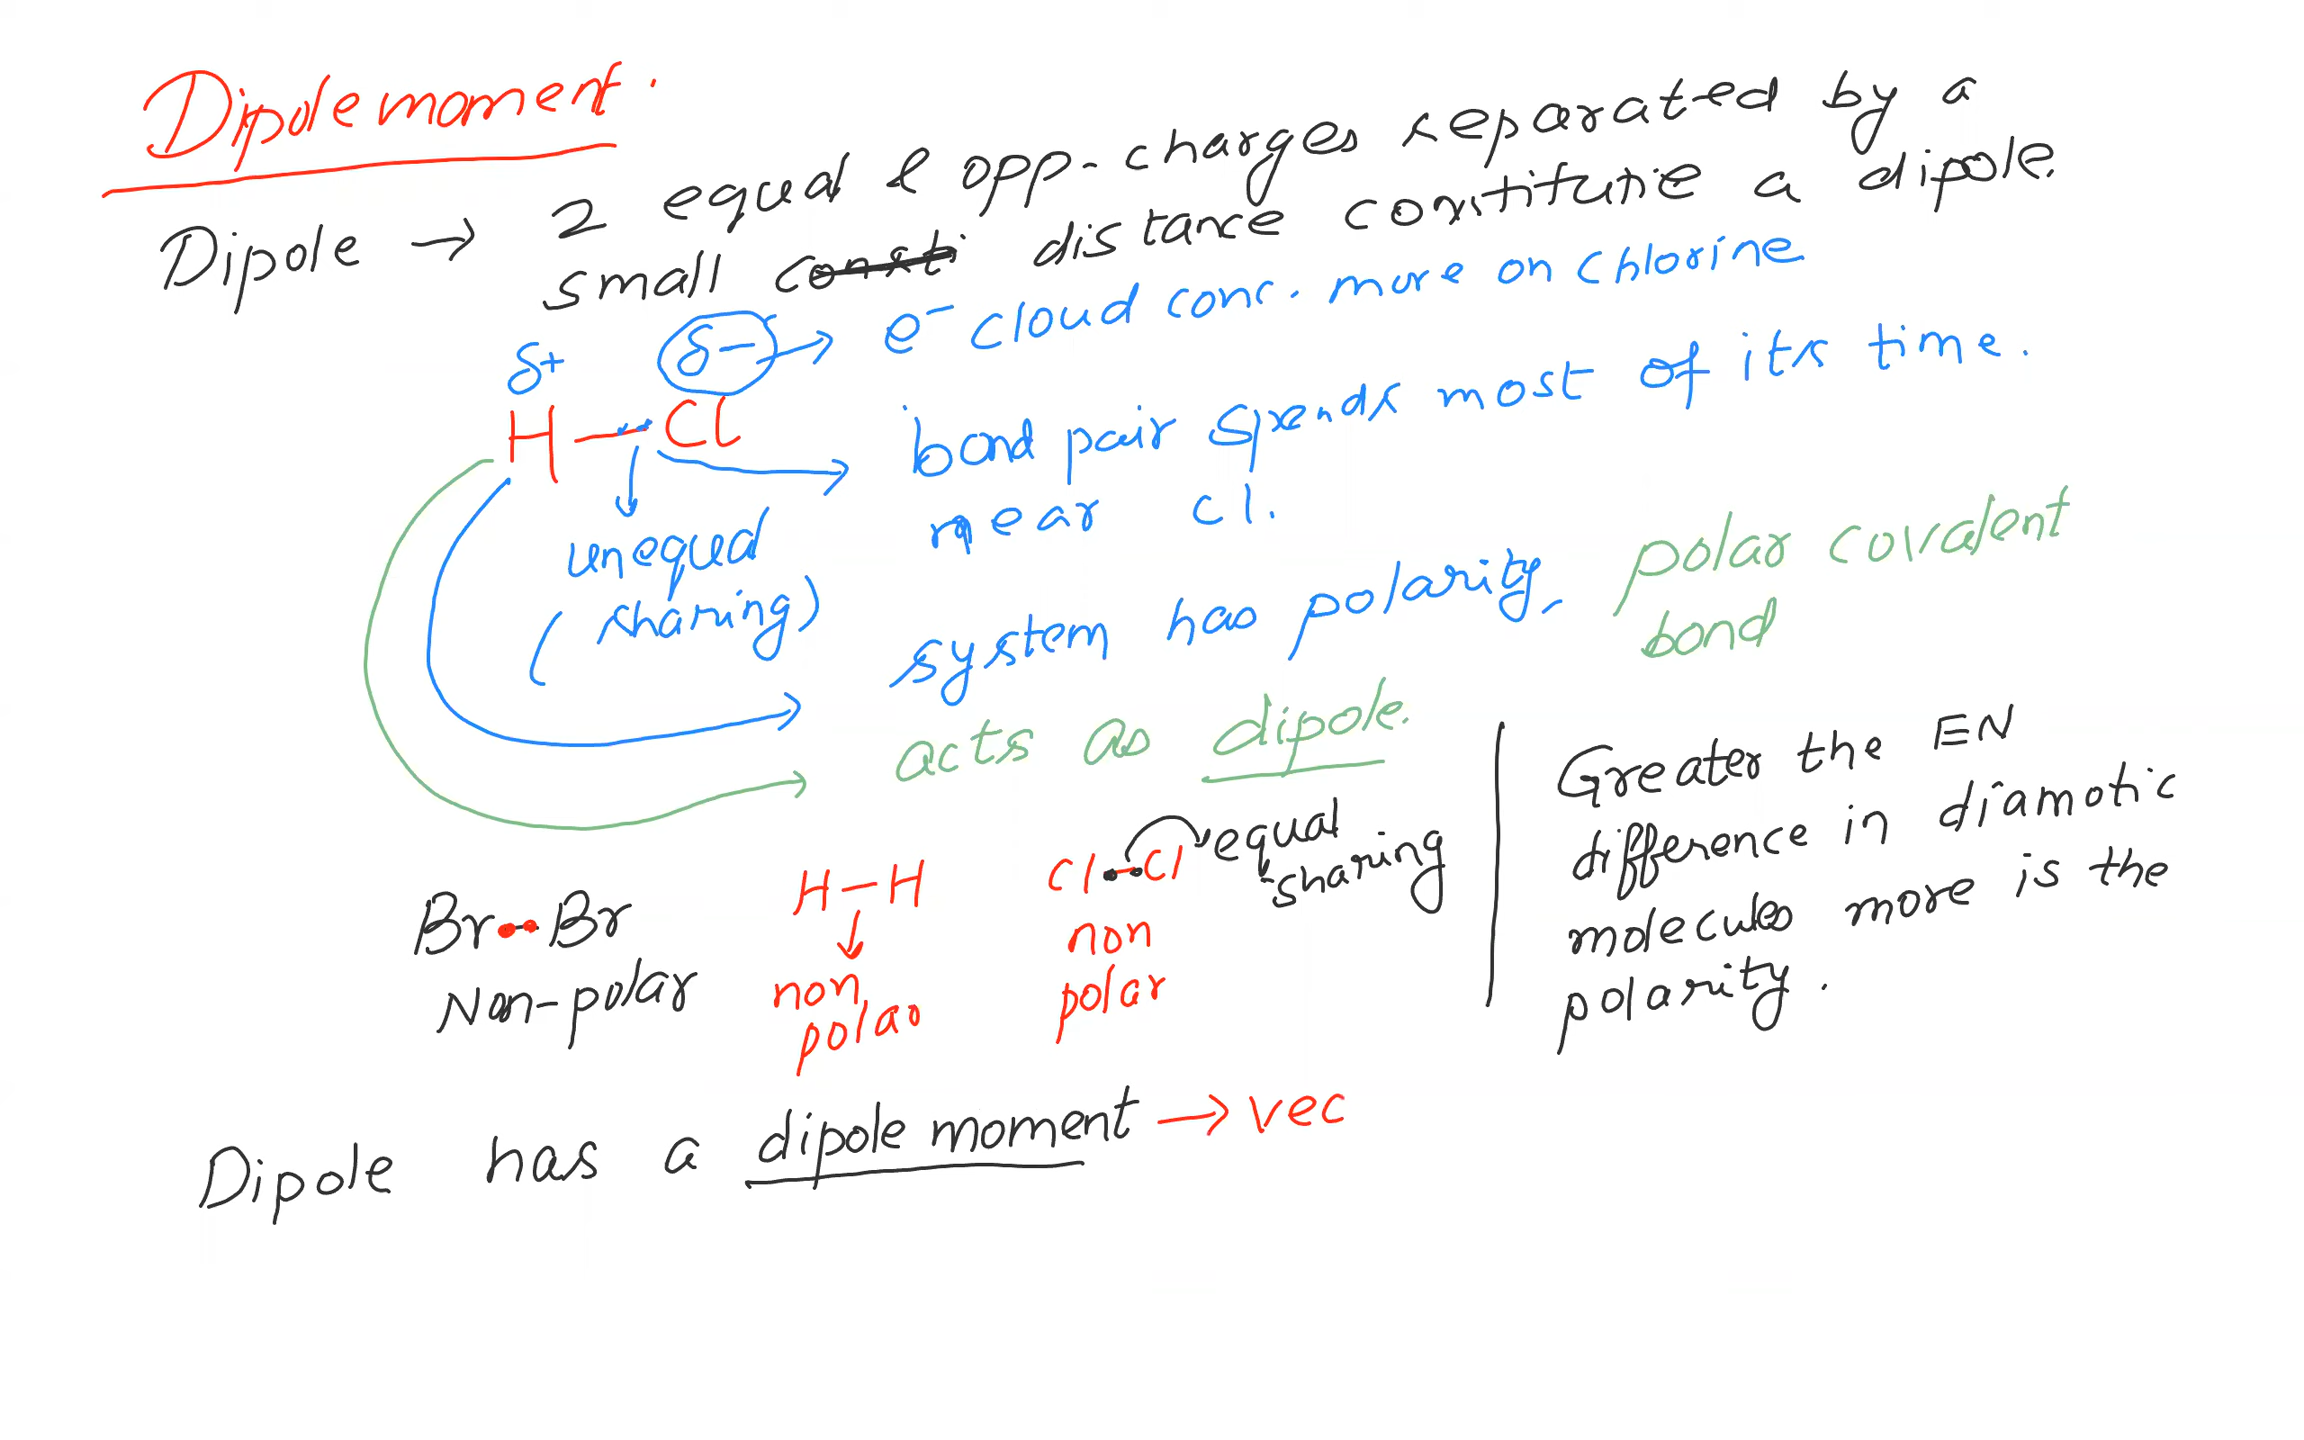 Dipole moment.
Dipole → 2 equal & opp. charges separated by a
small consti distance constitute a dipole.
δ+ δ- → e⁻ cloud conc. more on chlorine
H — Cl → bond pair spends most of its time
near cl.
unequal
(sharing)
system has polarity.
polar covalent
bond
acts as dipole.
Br Br
Non-polar
H — H
non
polar
Cl Cl
non
polar
equal
sharing
Greater the EN
difference in diamotic
molecules more is the
polarity.
Dipole has a dipole moment → vec